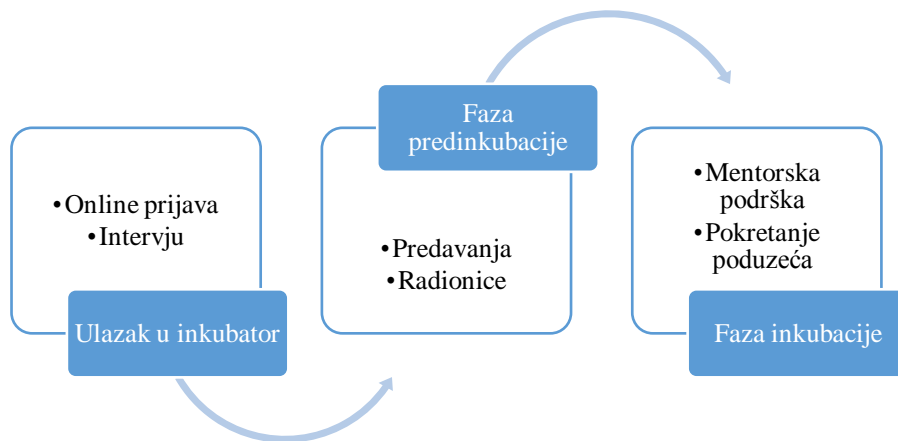 •Online prijava
•Intervju
Ulazak u inkubator
Faza
predinkubacije
•Predavanja
•Radionice
•Mentorska
podrška
•Pokretanje
poduzeća
Faza inkubacije